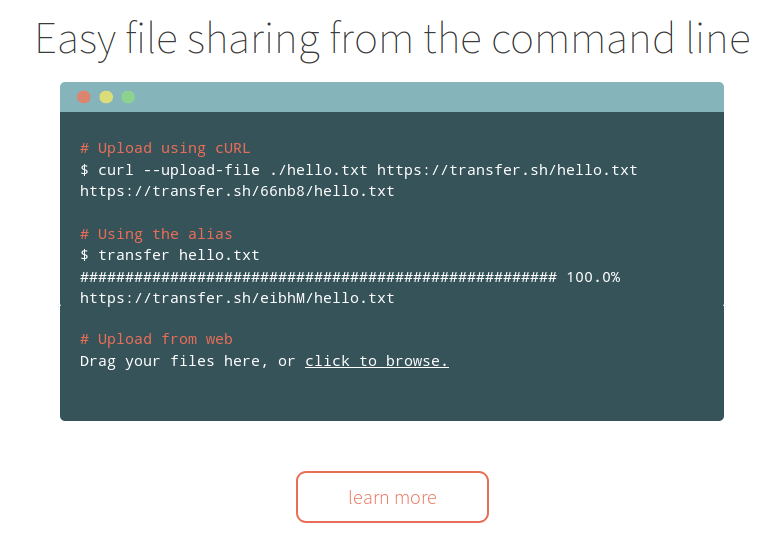 Easy file sharing from the command line
# Upload using cURL
$ curl --upload-file ./hello.txt https://transfer.sh/hello.txt
https://transfer.sh/66nb8/hello.txt
# Using the alias
$ transfer hello.txt
##################################################### 100.0%
https://transfer.sh/eibhM/hello.txt
# Upload from web
Drag your files here, or click to browse.
learn more